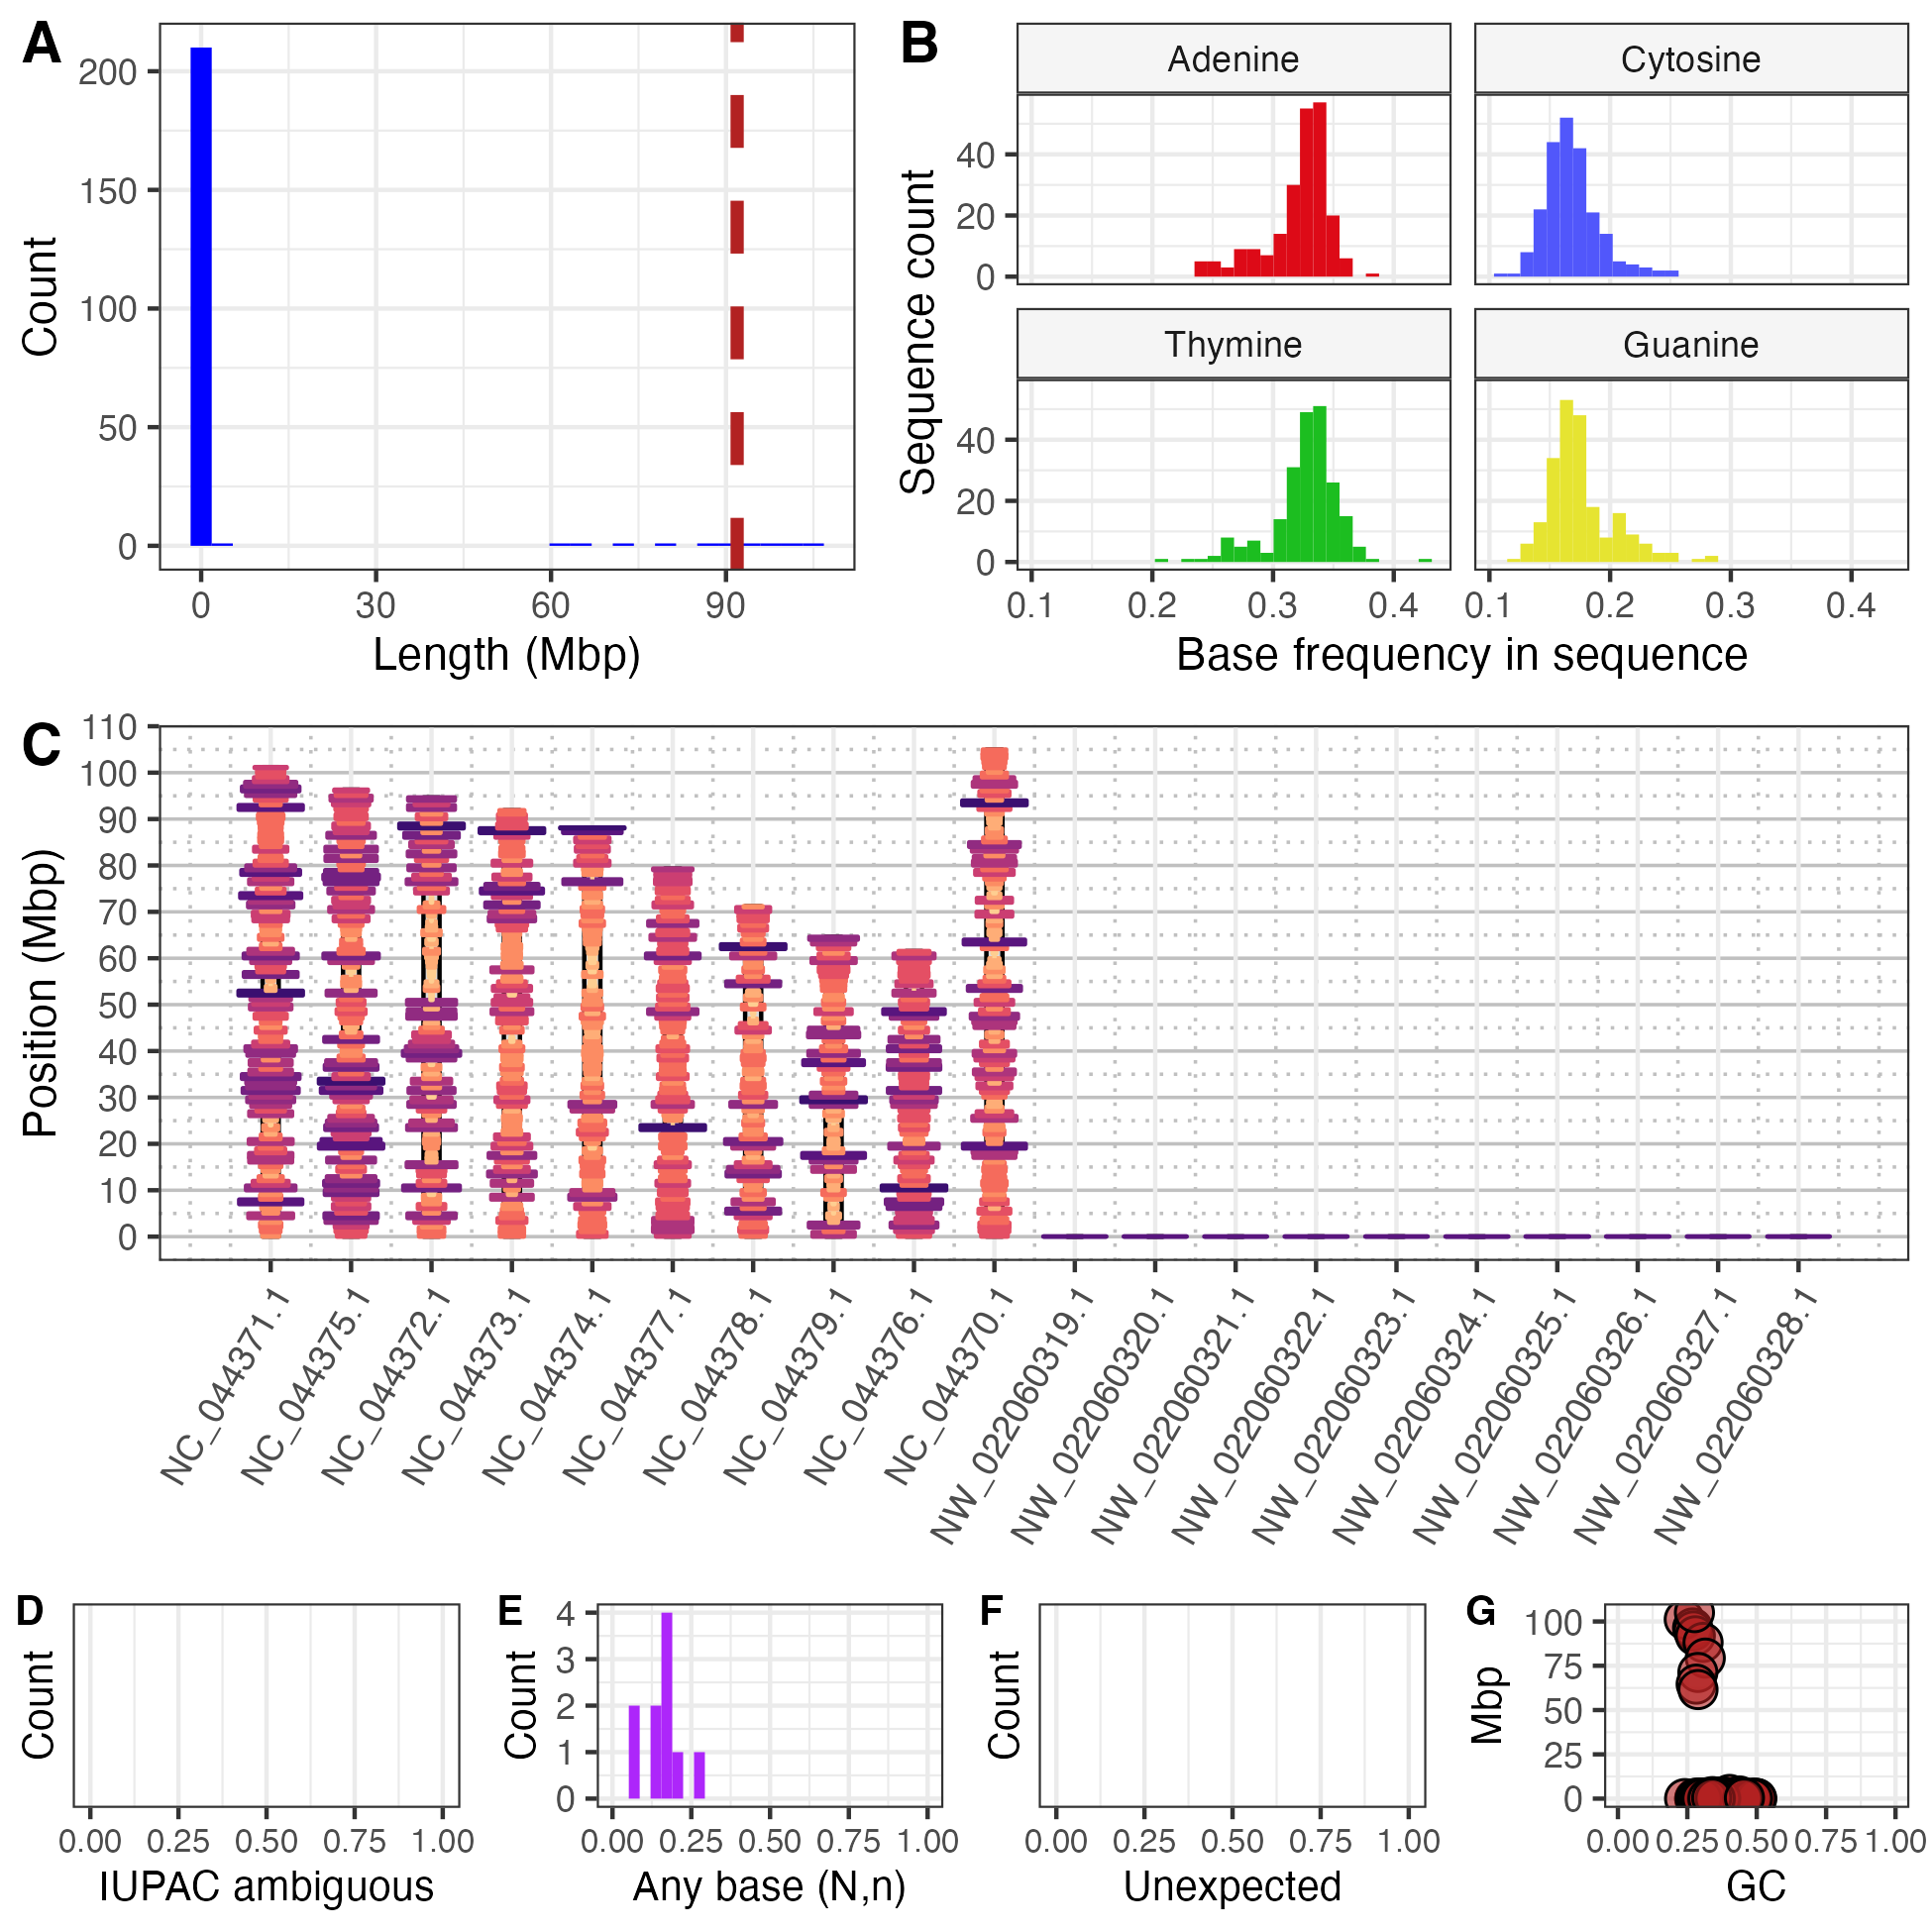 A
200
150
100
50
0
Count
0 30 60 90
Length (Mbp)
B
Adenine Cytosine
40
20
0
Thymine Guanine
40
20
0
Sequence count
0.1 0.2 0.3 0.4 0.1 0.2 0.3 0.4
Base frequency in sequence
C
110
100
90
80
70
60
50
40
30
20
10
0
Position (Mbp)
NC_044371.1
NC_044375.1
NC_044372.1
NC_044373.1
NC_044374.1
NC_044377.1
NC_044378.1
NC_044379.1
NC_044376.1
NC_044370.1
NW_022060319.1
NW_022060320.1
NW_022060321.1
NW_022060322.1
NW_022060323.1
NW_022060324.1
NW_022060325.1
NW_022060326.1
NW_022060327.1
NW_022060328.1
D
Count
0.00 0.25 0.50 0.75 1.00
IUPAC ambiguous
E
4
3
2
1
0
Count
0.00 0.25 0.50 0.75 1.00
Any base (N,n)
F
Count
0.00 0.25 0.50 0.75 1.00
Unexpected
G
100
75
50
25
0
Mbp
0.00 0.25 0.50 0.75 1.00
GC